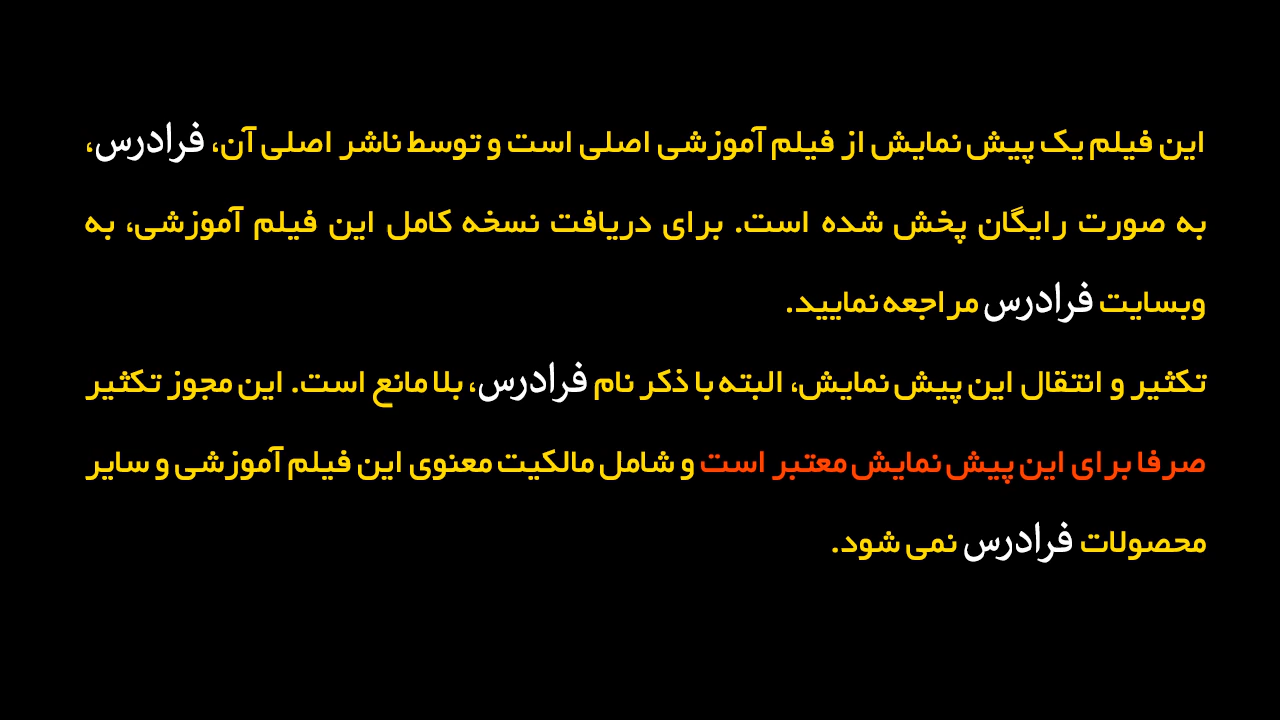 این فیلم یک پیش نمایش از فیلم آموزشی اصلی است و توسط ناشر اصلی آن، فرادرس،
به صورت رایگان پخش شده است. برای دریافت نسخه کامل این فیلم آموزشی، به
وبسایت فرادرس مراجعه نمایید.
تکثیر و انتقال این پیش نمایش، البته با ذکر نام فرادرس، بلا مانع است. این مجوز تکثیر
صرفا برای این پیش نمایش معتبر است و شامل مالکیت معنوی این فیلم آموزشی و سایر
محصولات فرادرس نمی شود.